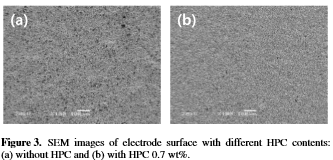 (a)
(b)
Figure 3. SEM images of electrode surface with different HPC contents:
(a) without HPC and (b) with HPC 0.7 wt%.